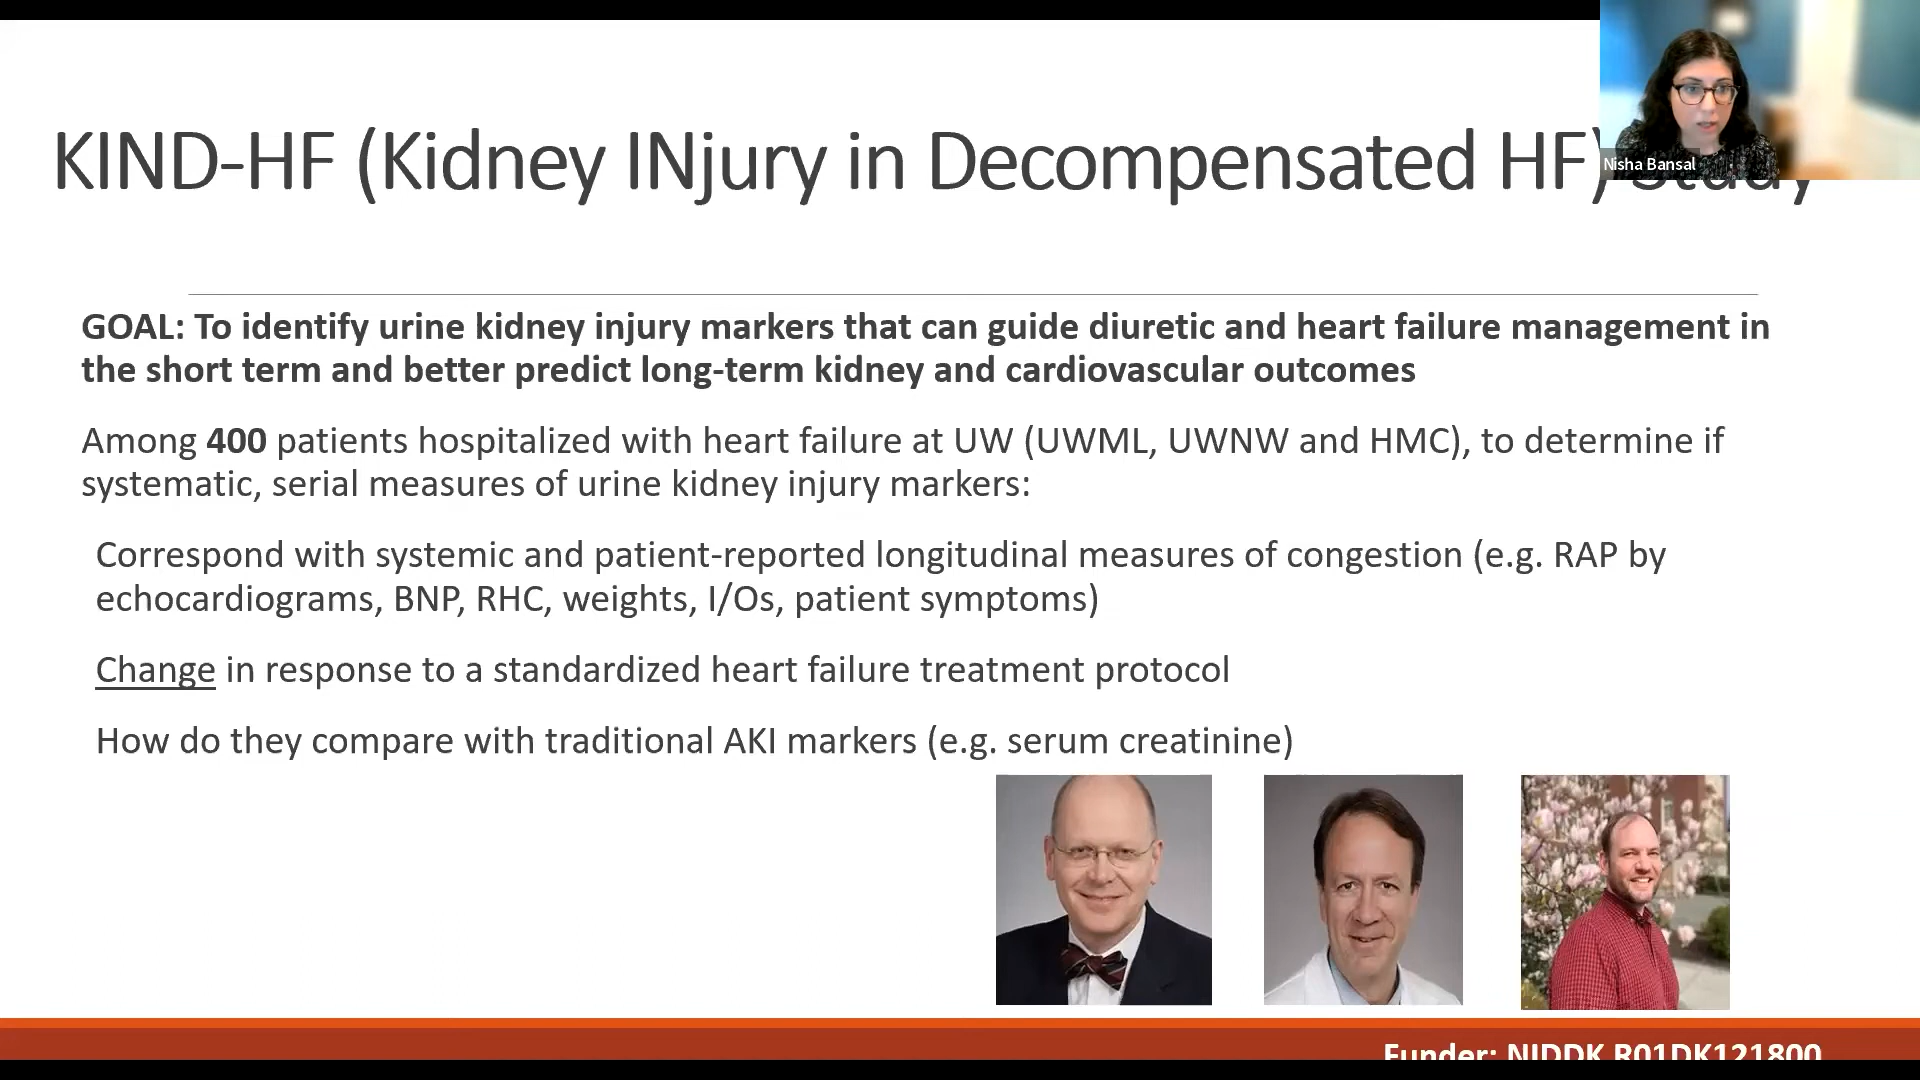 KIND-HF (Kidney INjury in Decompensated HF) Study
Nisha Bansal
GOAL: To identify urine kidney injury markers that can guide diuretic and heart failure management in
the short term and better predict long-term kidney and cardiovascular outcomes
Among 400 patients hospitalized with heart failure at UW (UWML, UWNW and HMC), to determine if
systematic, serial measures of urine kidney injury markers:
Correspond with systemic and patient-reported longitudinal measures of congestion (e.g. RAP by
echocardiograms, BNP, RHC, weights, I/Os, patient symptoms)
Change in response to a standardized heart failure treatment protocol
How do they compare with traditional AKI markers (e.g. serum creatinine)
Funder: NIDDK R01DK121800